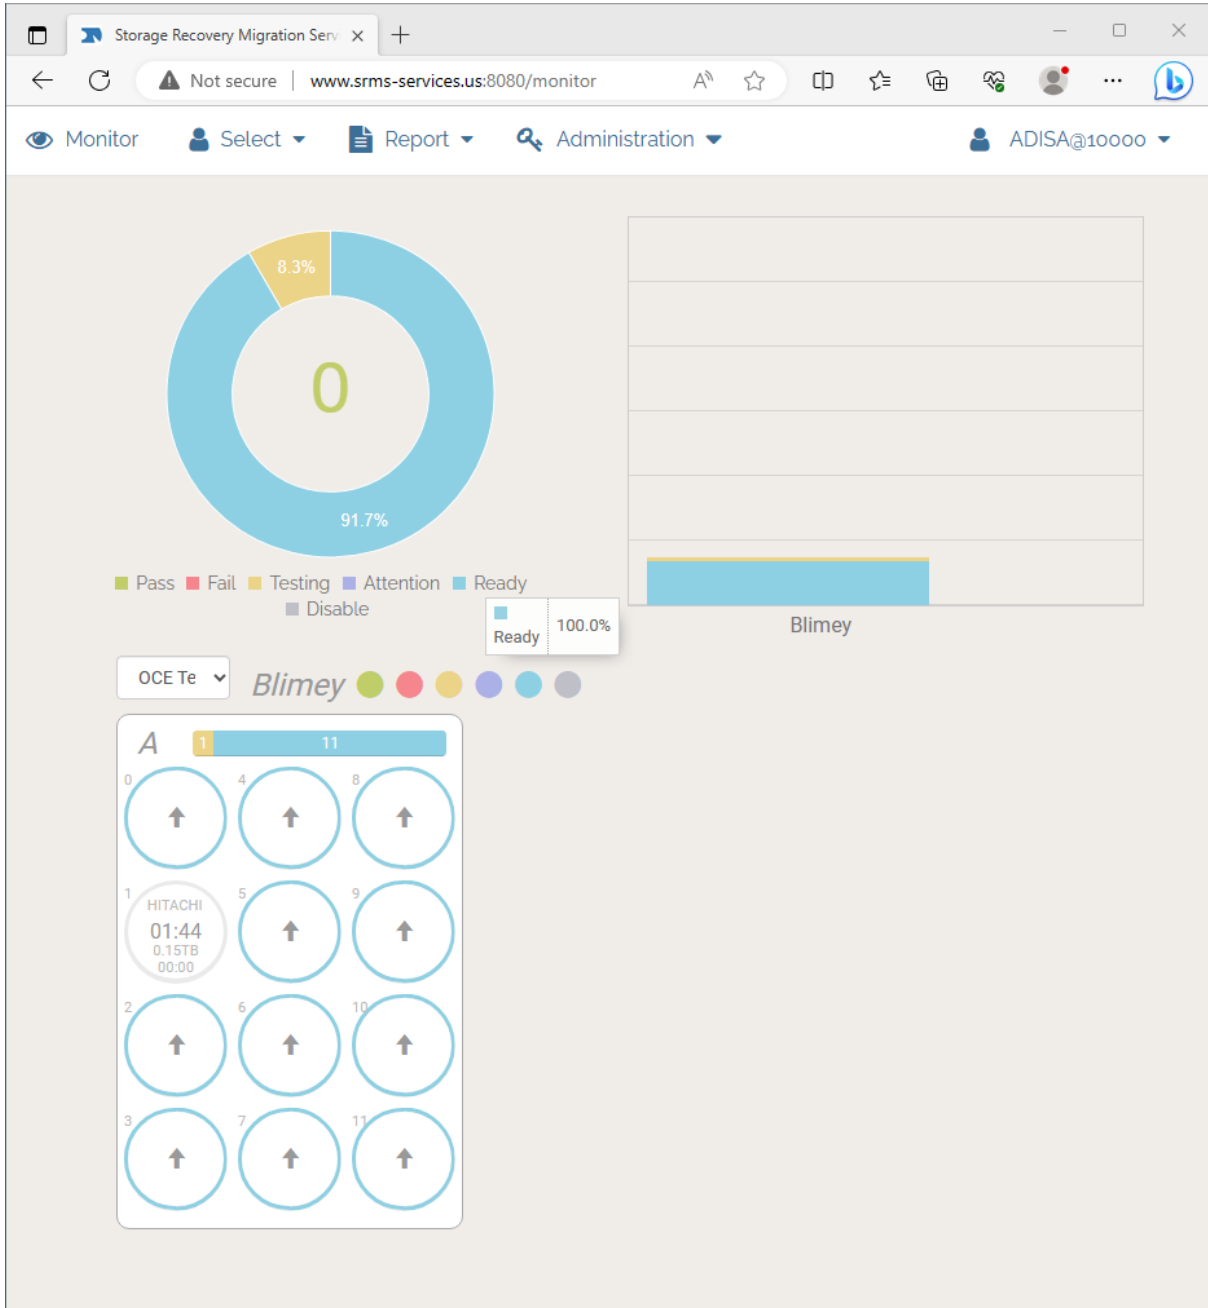 Storage Recovery Migration Serv
Not secure | www.srms-services.us:8080/monitor
Monitor Select Report Administration ADISA@10000
8.3%
0
91.7%
Pass Fail Testing Attention Ready
Disable
Ready 100.0%
Blimey
OCE Te Blimey
A 1 11
0 4 8
1 HITACHI 5 9
01:44
0.15TB
00:00
2 6 10
3 7 11